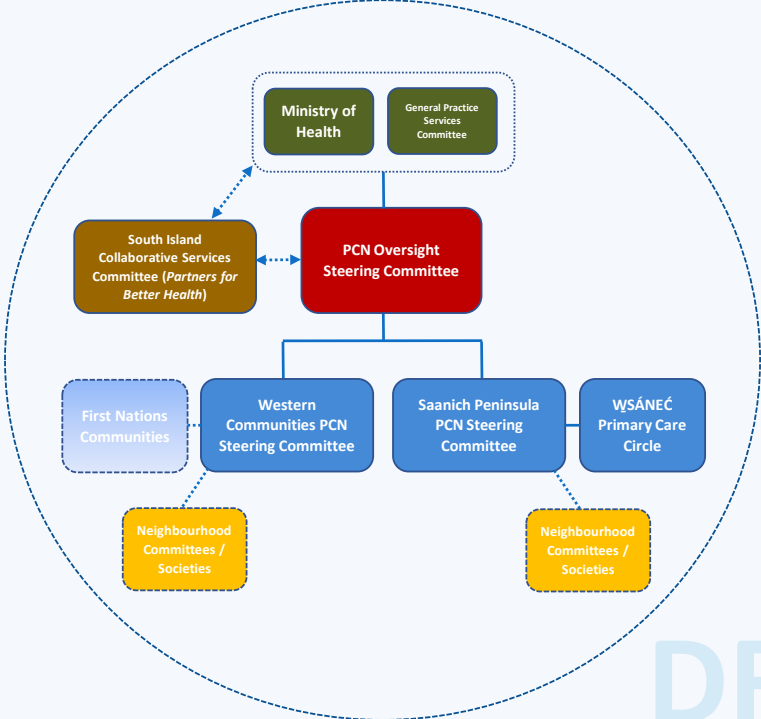 Ministry of
Health
General Practice
Services
Committee
South Island
Collaborative Services
Committee (Partners for
Better Health)
PCN Oversight
Steering Committee
First Nations
Communities
Western
Communities PCN
Steering Committee
Saanich Peninsula
PCN Steering
Committee
W̱SÁNEĆ
Primary Care
Circle
Neighbourhood
Committees /
Societies
Neighbourhood
Committees /
Societies